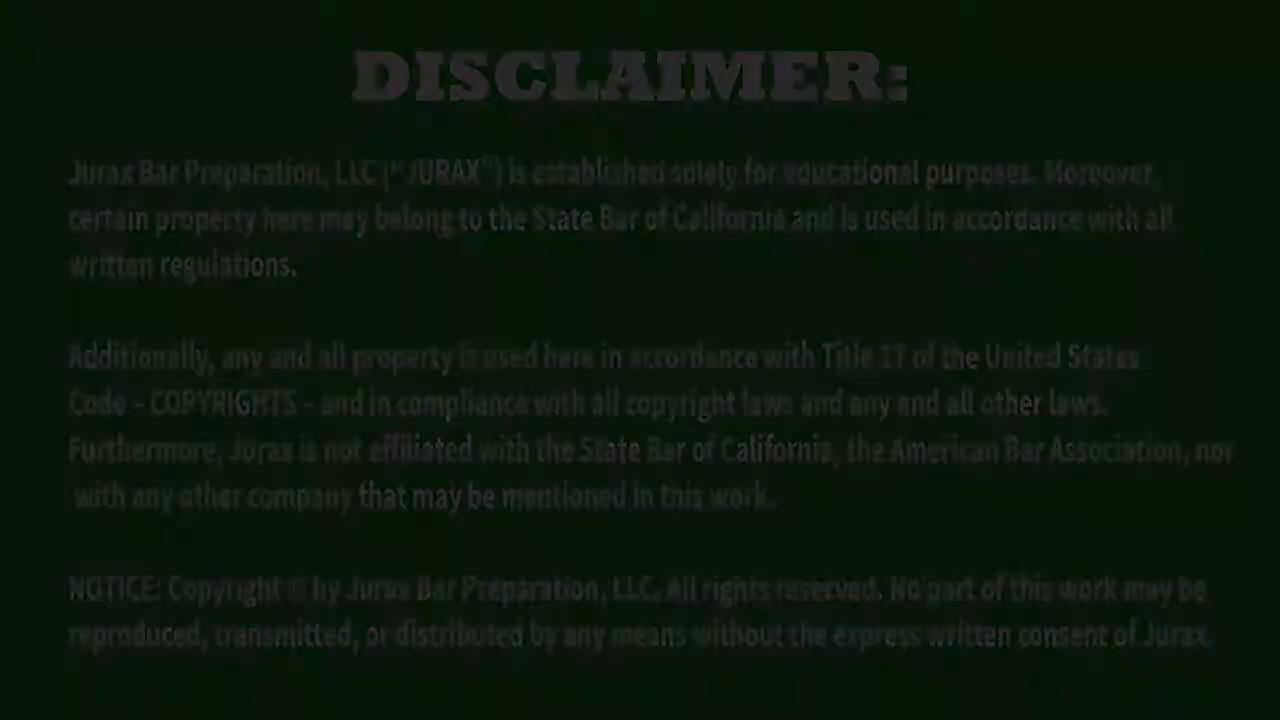 DISCLAIMER:
Jurax Bar Preparation, LLC ("JURAX") is established solely for educational purposes. Moreover,
certain property here may belong to the State Bar of California and is used in accordance with all
written regulations.
Additionally, any and all property is used here in accordance with Title 17 of the United States
Code - COPYRIGHTS - and in compliance with all copyright laws and any and all other laws.
Furthermore, Jurax is not affiliated with the State Bar of California, the American Bar Association, nor
with any other company that may be mentioned in this work.
NOTICE: Copyright © by Jurax Bar Preparation, LLC. All rights reserved. No part of this work may be
reproduced, transmitted, or distributed by any means without the express written consent of Jurax.